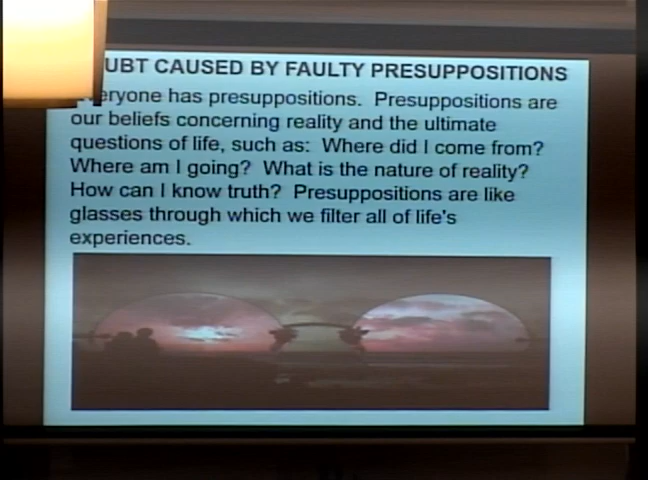 UBT CAUSED BY FAULTY PRESUPPOSITIONS
eryone has presuppositions. Presuppositions are
our beliefs concerning reality and the ultimate
questions of life, such as: Where did I come from?
Where am I going? What is the nature of reality?
How can I know truth? Presuppositions are like
glasses through which we filter all of life's
experiences.